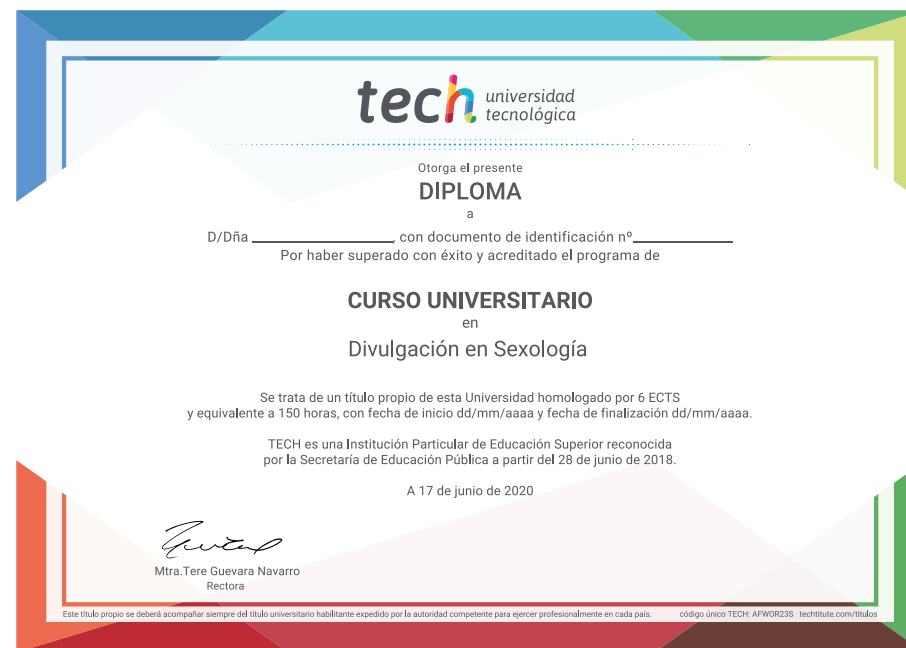 tech universidad
tecnológica
Otorga el presente
DIPLOMA
a
D/Dña ____________________, con documento de identificación nº______________
Por haber superado con éxito y acreditado el programa de
CURSO UNIVERSITARIO
en
Divulgación en Sexología
Se trata de un título propio de esta Universidad homologado por 6 ECTS
y equivalente a 150 horas, con fecha de inicio dd/mm/aaaa y fecha de finalización dd/mm/aaaa.
TECH es una Institución Particular de Educación Superior reconocida
por la Secretaría de Educación Pública a partir del 28 de junio de 2018.
A 17 de junio de 2020
Mtra.Tere Guevara Navarro
Rectora
Este título propio se deberá acompañar siempre del título universitario habilitante expedido por la autoridad competente para ejercer profesionalmente en cada país. código único TECH: AFWOR23S techtitute.com/titulos